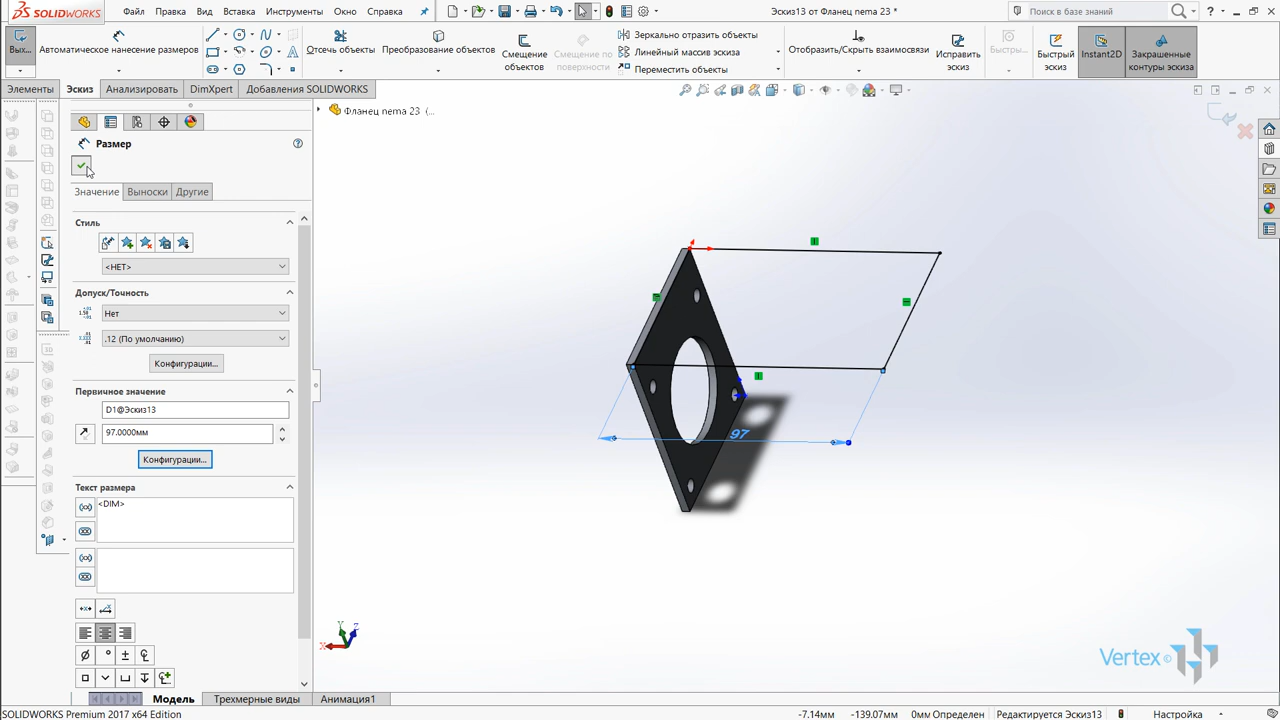 SOLIDWORKS
Файл
Правка
Вид
Вставка
Инструменты
Окно
Справка
Эскиз13 от Фланец nema 23 *
Поиск в базе знаний
?
Вых...
Автоматическое нанесение размеров
Отсечь объекты
Преобразование объектов
Смещение объектов
Смещение по поверхности
Зеркально отразить объекты
Линейный массив эскиза
Переместить объекты
Отобразить/Скрыть взаимосвязи
Исправить эскиз
Быстры...
Быстрый эскиз
Instant2D
Закрашенные контуры эскиза
Элементы
Эскиз
Анализировать
DimXpert
Добавления SOLIDWORKS
Фланец nema 23 (...
Размер
Значение
Выноски
Другие
Стиль
<НЕТ>
Допуск/Точность
Нет
.12 (По умолчанию)
Конфигурации...
Первичное значение
D1@Эскиз13
97.0000мм
Конфигурации...
Текст размера
<DIM>
97
Y
Z
X
Vertex©
Модель
Трехмерные виды
Анимация1
SOLIDWORKS Premium 2017 x64 Edition
-7.14мм
-139.07мм
0мм Определен
Редактируется Эскиз13
Настройка